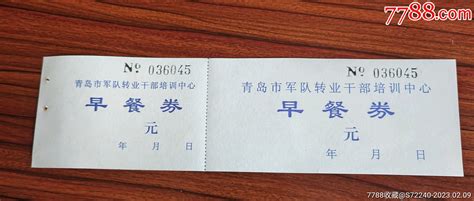 7788.com
№ 036045
青岛市军队转业干部培训中心
早餐券
元
年 月 日
№ 036045
青岛市军队转业干部培训中心
早餐券
元
年 月 日
7788收藏@S72240-2023.02.09